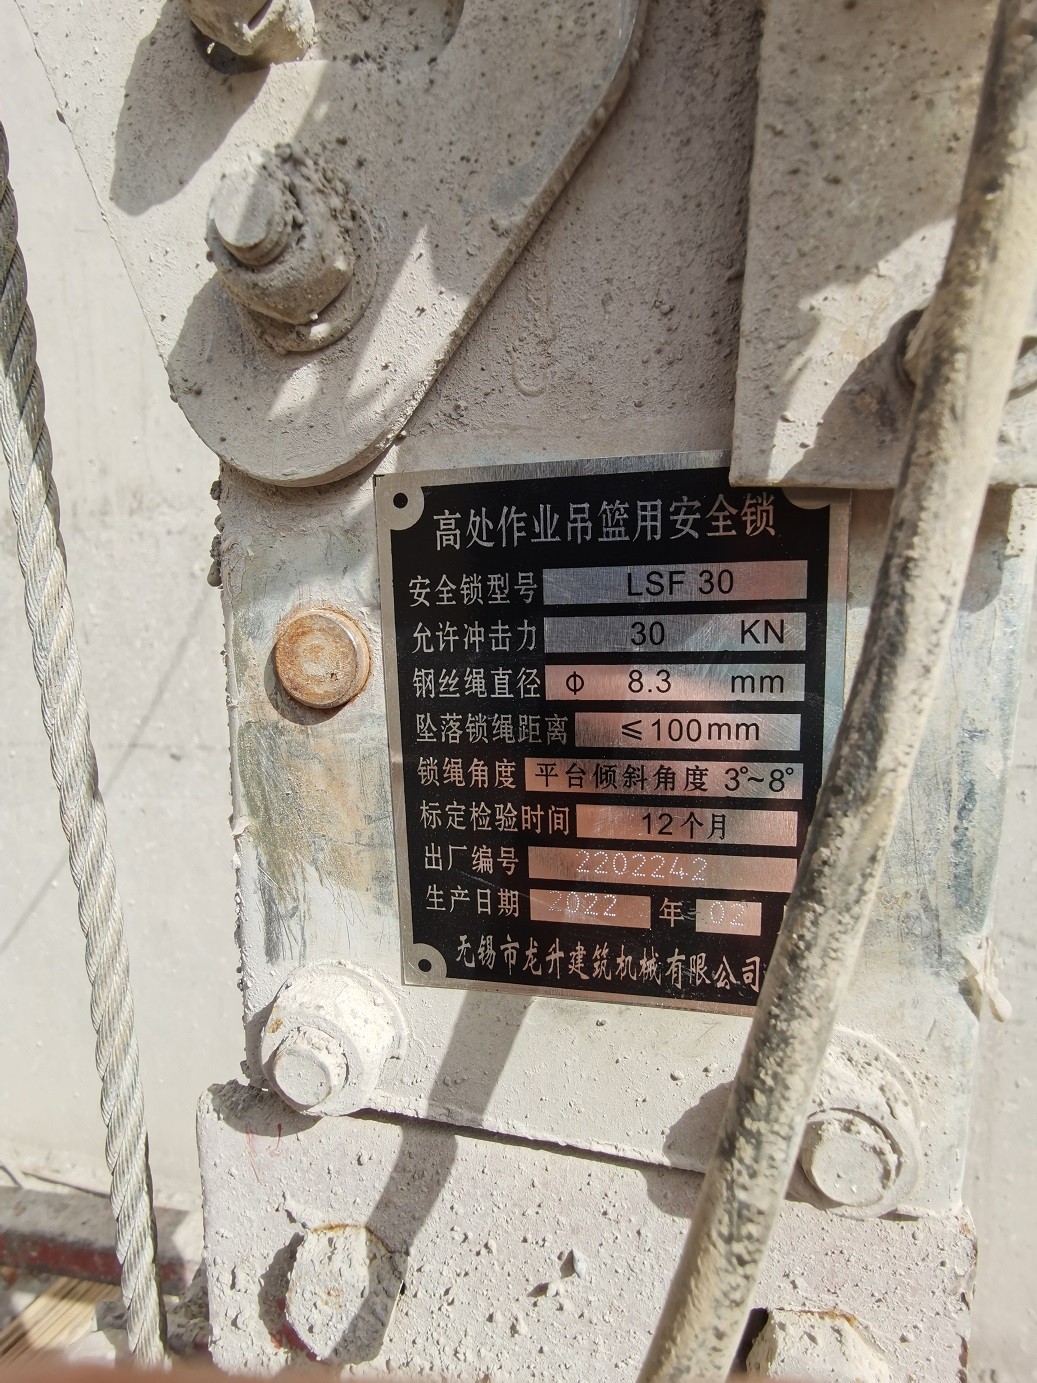 高处作业吊篮用安全锁
安全锁型号 LSF 30
允许冲击力 30 KN
钢丝绳直径 Φ 8.3 mm
坠落锁绳距离 ≤100mm
锁绳角度 平台倾斜角度 3°~8°
标定检验时间 12个月
出厂编号 2202242
生产日期 2022 年 02
无锡市龙升建筑机械有限公司